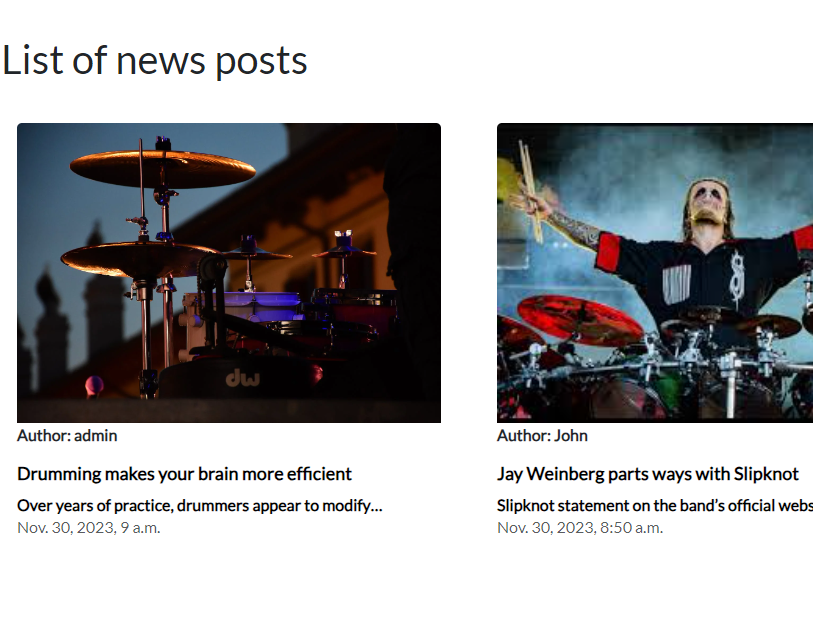 List of news posts
dw
Author: admin
Drumming makes your brain more efficient
Over years of practice, drummers appear to modify...
Nov. 30, 2023, 9 a.m.
Author: John
Jay Weinberg parts ways with Slipknot
Slipknot statement on the band’s official webs
Nov. 30, 2023, 8:50 a.m.